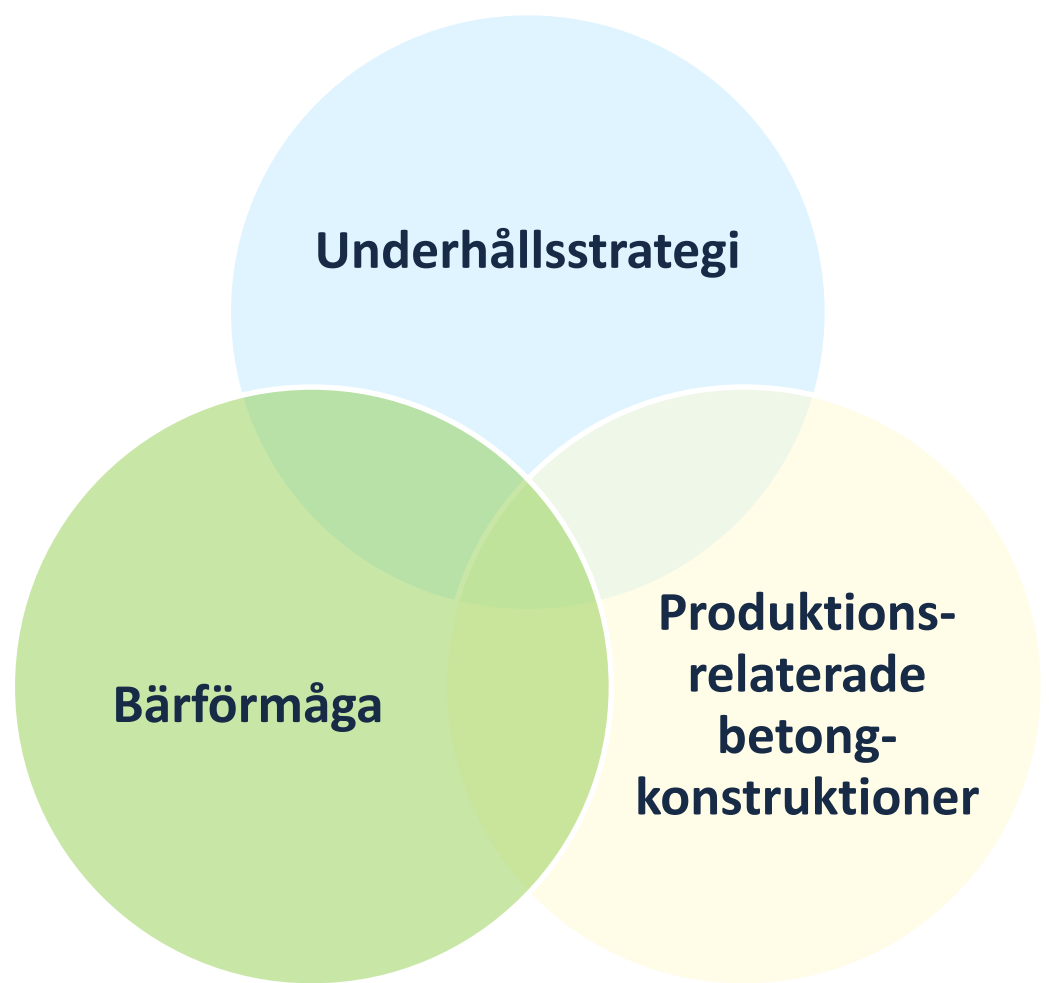 Underhållsstrategi
Bärförmåga
Produktions-
relaterade
betong-
konstruktioner